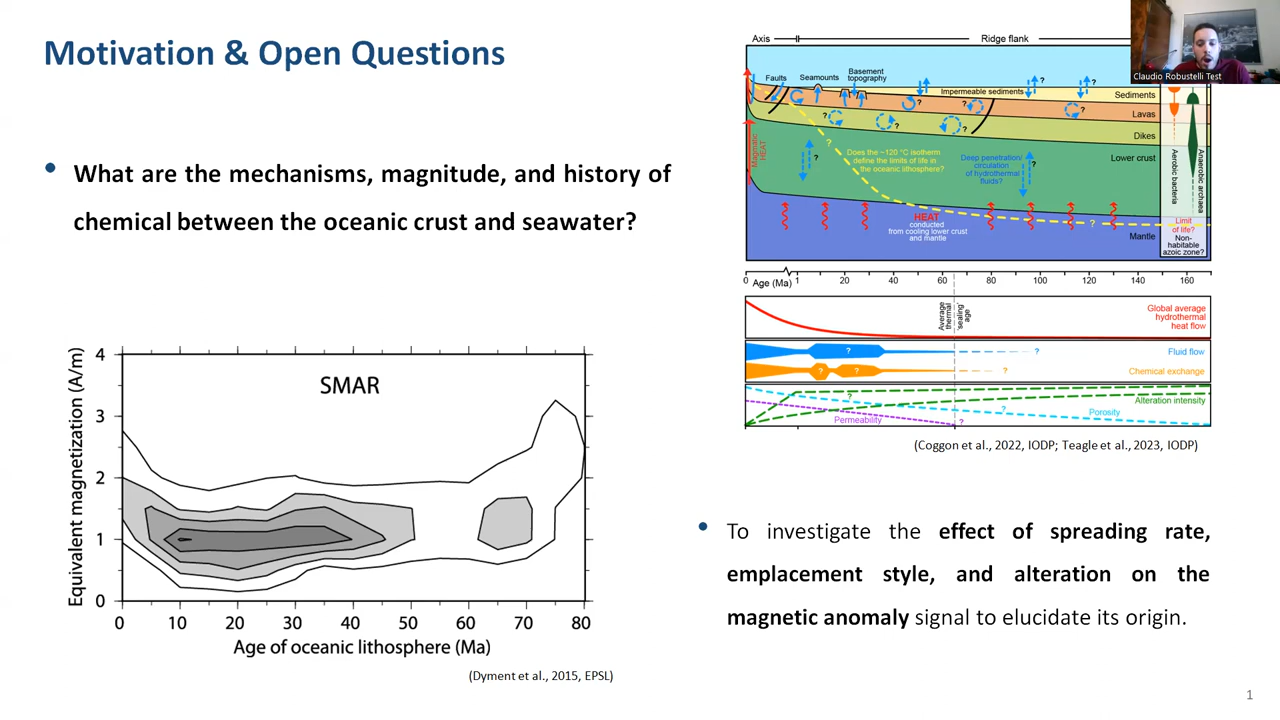 Motivation & Open Questions
• What are the mechanisms, magnitude, and history of
chemical between the oceanic crust and seawater?
Equivalent magnetization (A/m)
4
3
2
1
0
SMAR
0 10 20 30 40 50 60 70 80
Age of oceanic lithosphere (Ma)
(Dyment et al., 2015, EPSL)
Axis
Ridge flank
Claudio Robustelli Test
Faults
Seamounts
Basement
topography
Impermeable sediments
Sediments
Lavas
Dikes
Lower crust
Mantle
Magmatic
HEAT
Does the ~120 °C isotherm
define the limits of life in
the oceanic lithosphere?
Deep penetration/
circulation
of hydrothermal
fluids?
HEAT
conducted
from cooling lower crust
and mantle
Aerobic bacteria
Anaerobic archaea
Limit
of life?
Non-
habitable
azoic zone?
0 Age (Ma) 1 20 40 60 80 100 120 140 160
Average
thermal
'sealing'
age
Global average
hydrothermal
heat flow
Fluid flow
Chemical exchange
Alteration intensity
Porosity
Permeability
(Coggon et al., 2022, IODP; Teagle et al., 2023, IODP)
• To investigate the effect of spreading rate,
emplacement style, and alteration on the
magnetic anomaly signal to elucidate its origin.
1